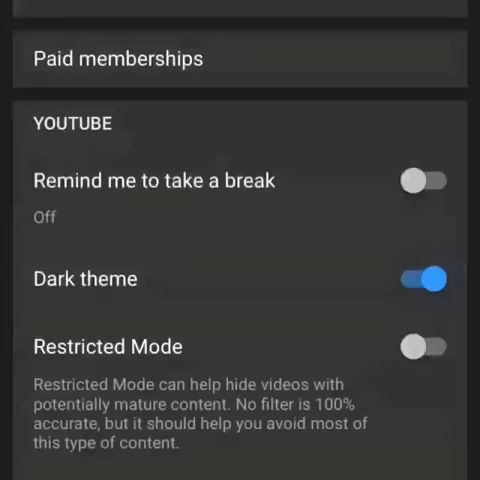 Paid memberships
YOUTUBE
Remind me to take a break
Off
Dark theme
Restricted Mode
Restricted Mode can help hide videos with
potentially mature content. No filter is 100%
accurate, but it should help you avoid most of
this type of content.